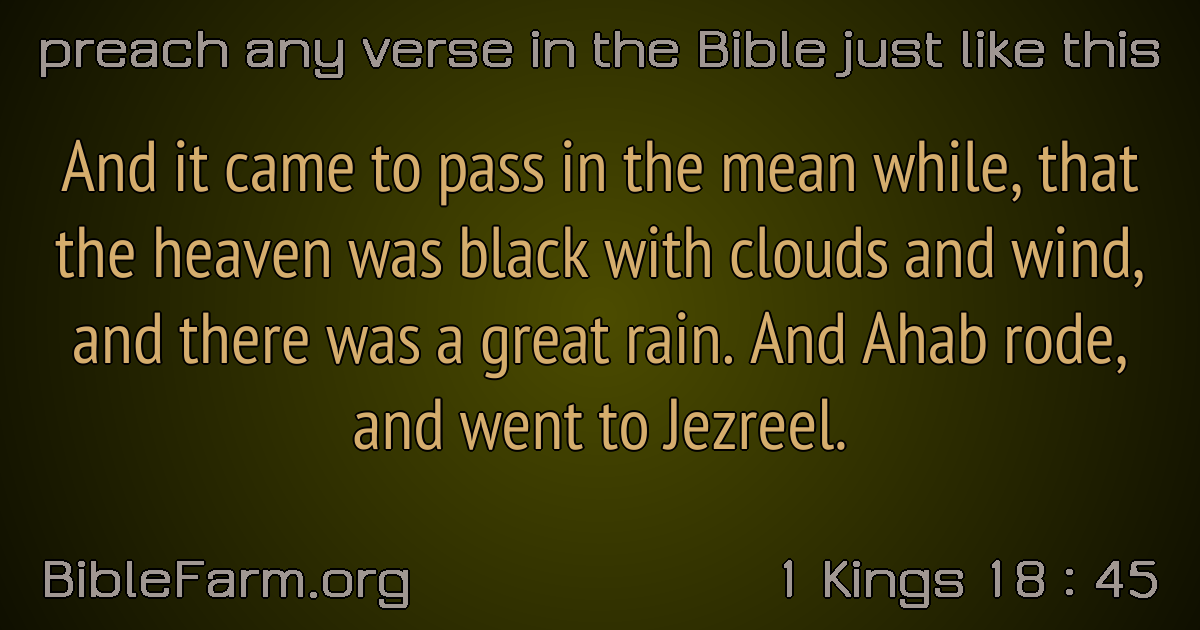 preach any verse in the Bible just like this
And it came to pass in the mean while, that
the heaven was black with clouds and wind,
and there was a great rain. And Ahab rode,
and went to Jezreel.
BibleFarm.org
1 Kings 18 : 45